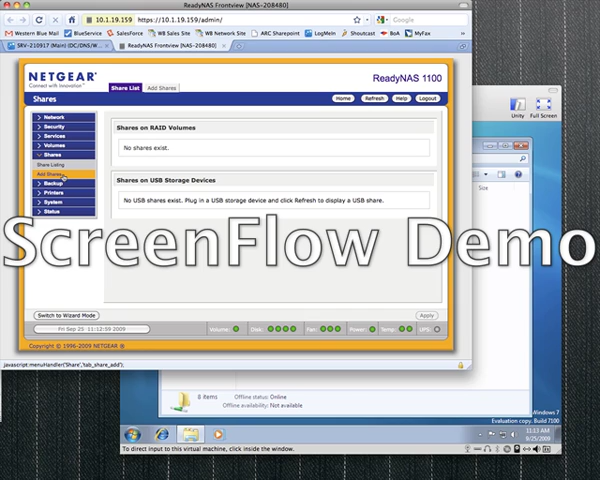 ReadyNAS Frontview [NAS-208480]
10.1.19.159 https://10.1.19.159/admin/
Google
Western Blue Mail BlueService SalesForce WB Sales Site WB Network Site ARC Sharepoint LogMeIn Shoutcast BoA MyFax
SRV-210917 (Main) (DC/DNS/W... ReadyNAS Frontview [NAS-208480]
NETGEAR®
Connect with Innovation™
Share List Add Shares
ReadyNAS 1100
Shares
Home Refresh Help Logout
Network
Security
Services
Volumes
Shares
Share Listing
Add Shares
Backup
Printers
System
Status
Shares on RAID Volumes
No shares exist.
Shares on USB Storage Devices
No USB shares exist. Plug in a USB storage device and click Refresh to display a USB share.
Unity Full Screen
Size
ScreenFlow Demo
Switch to Wizard Mode
Apply
Fri Sep 25 11:12:59 2009
Volume: Disk: Fan: Power: Temp: UPS:
Copyright © 1996-2009 NETGEAR ®
javascript:menuHandler('Share','tab_share_add');
8 items Offline status: Online
Offline availability: Not available
Windows 7
Evaluation copy. Build 7100
11:13 AM
9/25/2009
To direct input to this virtual machine, click inside the window.